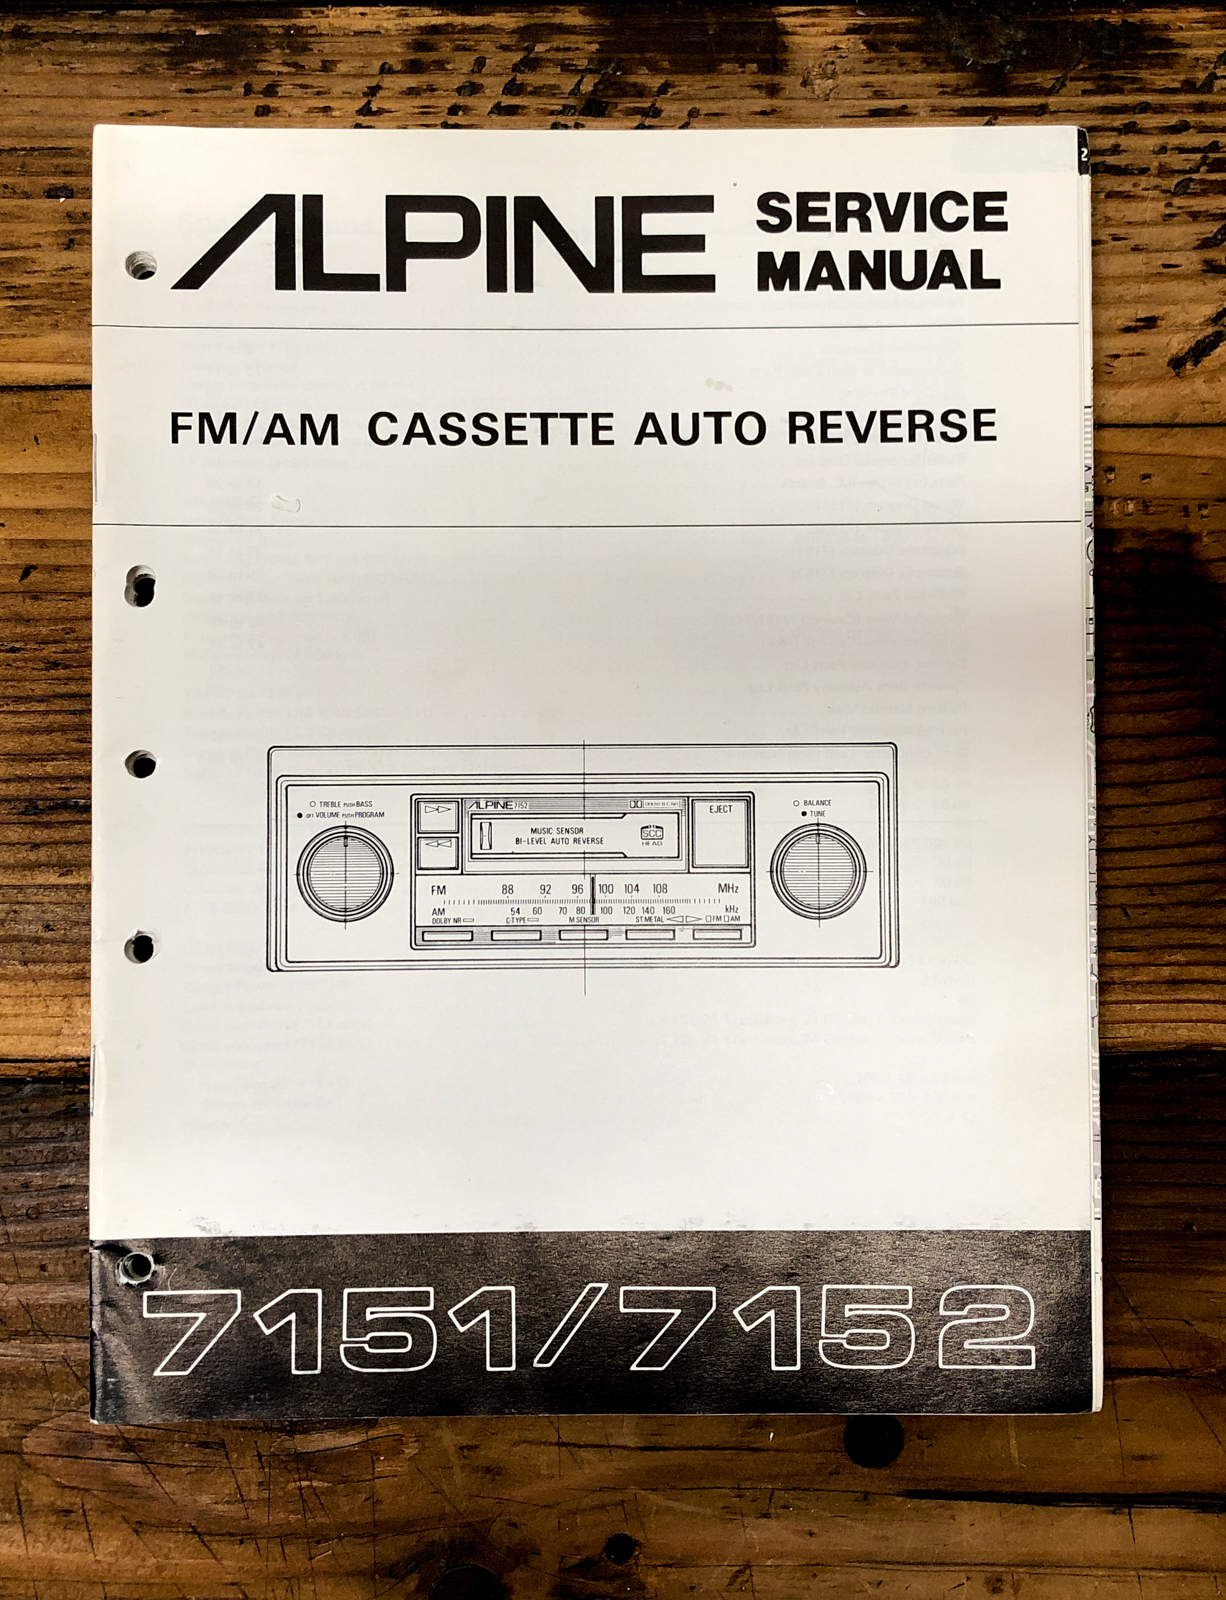 ALPINE SERVICE MANUAL
2
FM/AM CASSETTE AUTO REVERSE
TREBLE PUSH BASS
OFF VOLUME PUSH PROGRAM
ALPINE 7152
EJECT
BALANCE
TUNE
MUSIC SENSOR
BI-LEVEL AUTO REVERSE
SCC
HEAD
FM 88 92 96 100 104 108 MHz
AM 54 60 70 80 100 120 140 160 kHz
DOLBY NR C-TYPE M.SENSOR ST METAL FM AM
7151/7152